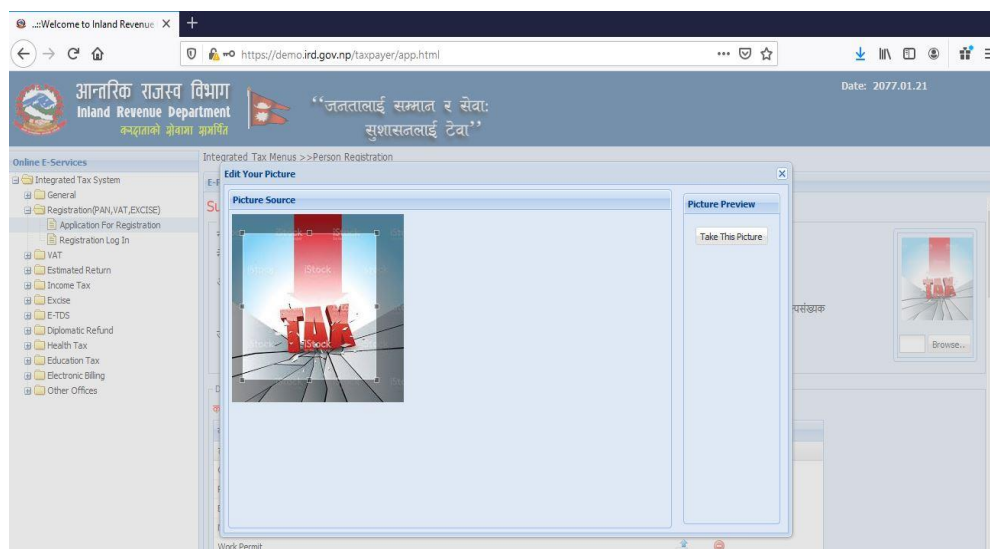 ..::Welcome to Inland Revenue
https://demo.ird.gov.np/taxpayer/app.html
आन्तरिक राजस्व विभाग
Inland Revenue Department
‘‘जनतालाई सम्मान र सेवा:
सुशासनलाई टेवा’’
Date: 2077.01.21
Online E-Services
Integrated Tax System
General
Registration(PAN,VAT,EXCISE)
Application For Registration
Registration Log In
VAT
Estimated Return
Income Tax
Excise
E-TDS
Diplomatic Refund
Health Tax
Education Tax
Electronic Billing
Other Offices
Integrated Tax Menus >>Person Registration
Edit Your Picture
Picture Source
iStock
TAX
iStock
Picture Preview
Take This Picture
TAX
Browse..
Work Permit